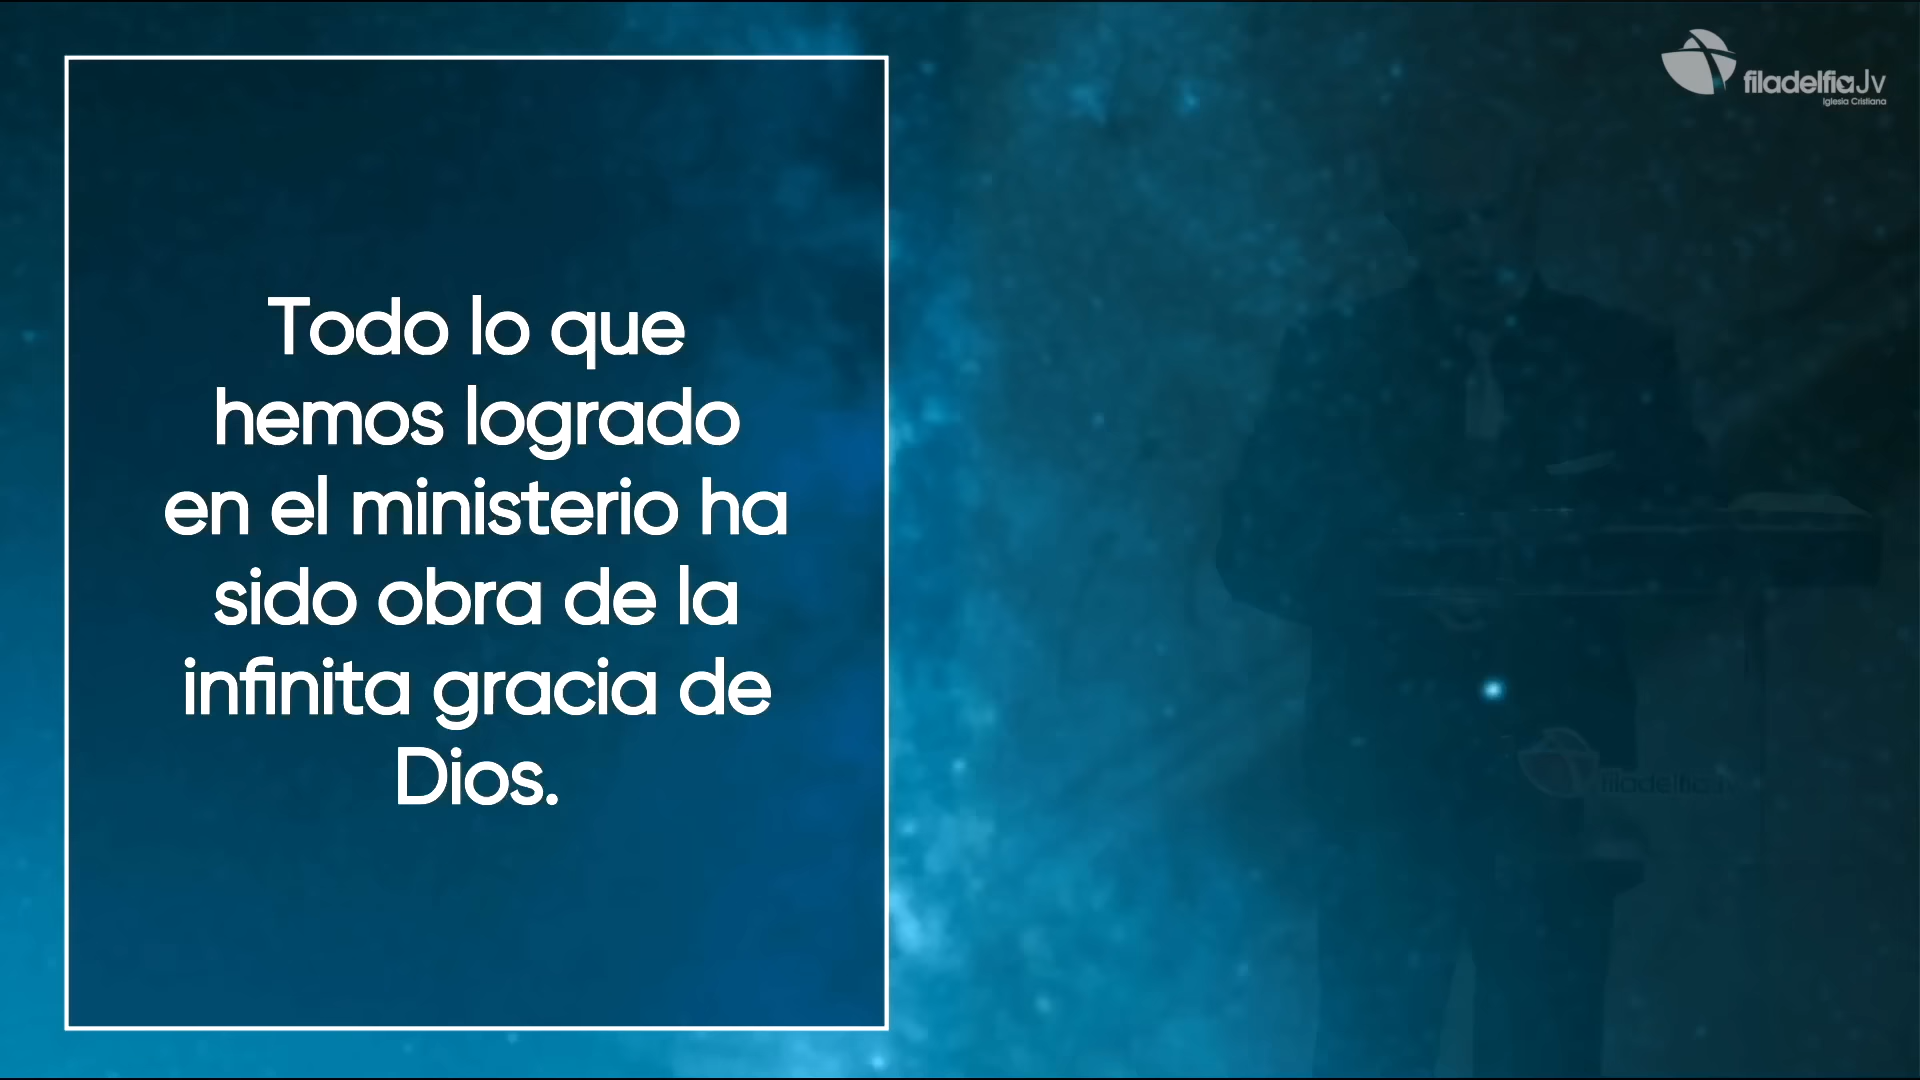 Todo lo que
hemos logrado
en el ministerio ha
sido obra de la
infinita gracia de
Dios.
filadelfiaJv
Iglesia Cristiana
filadelfiaJv